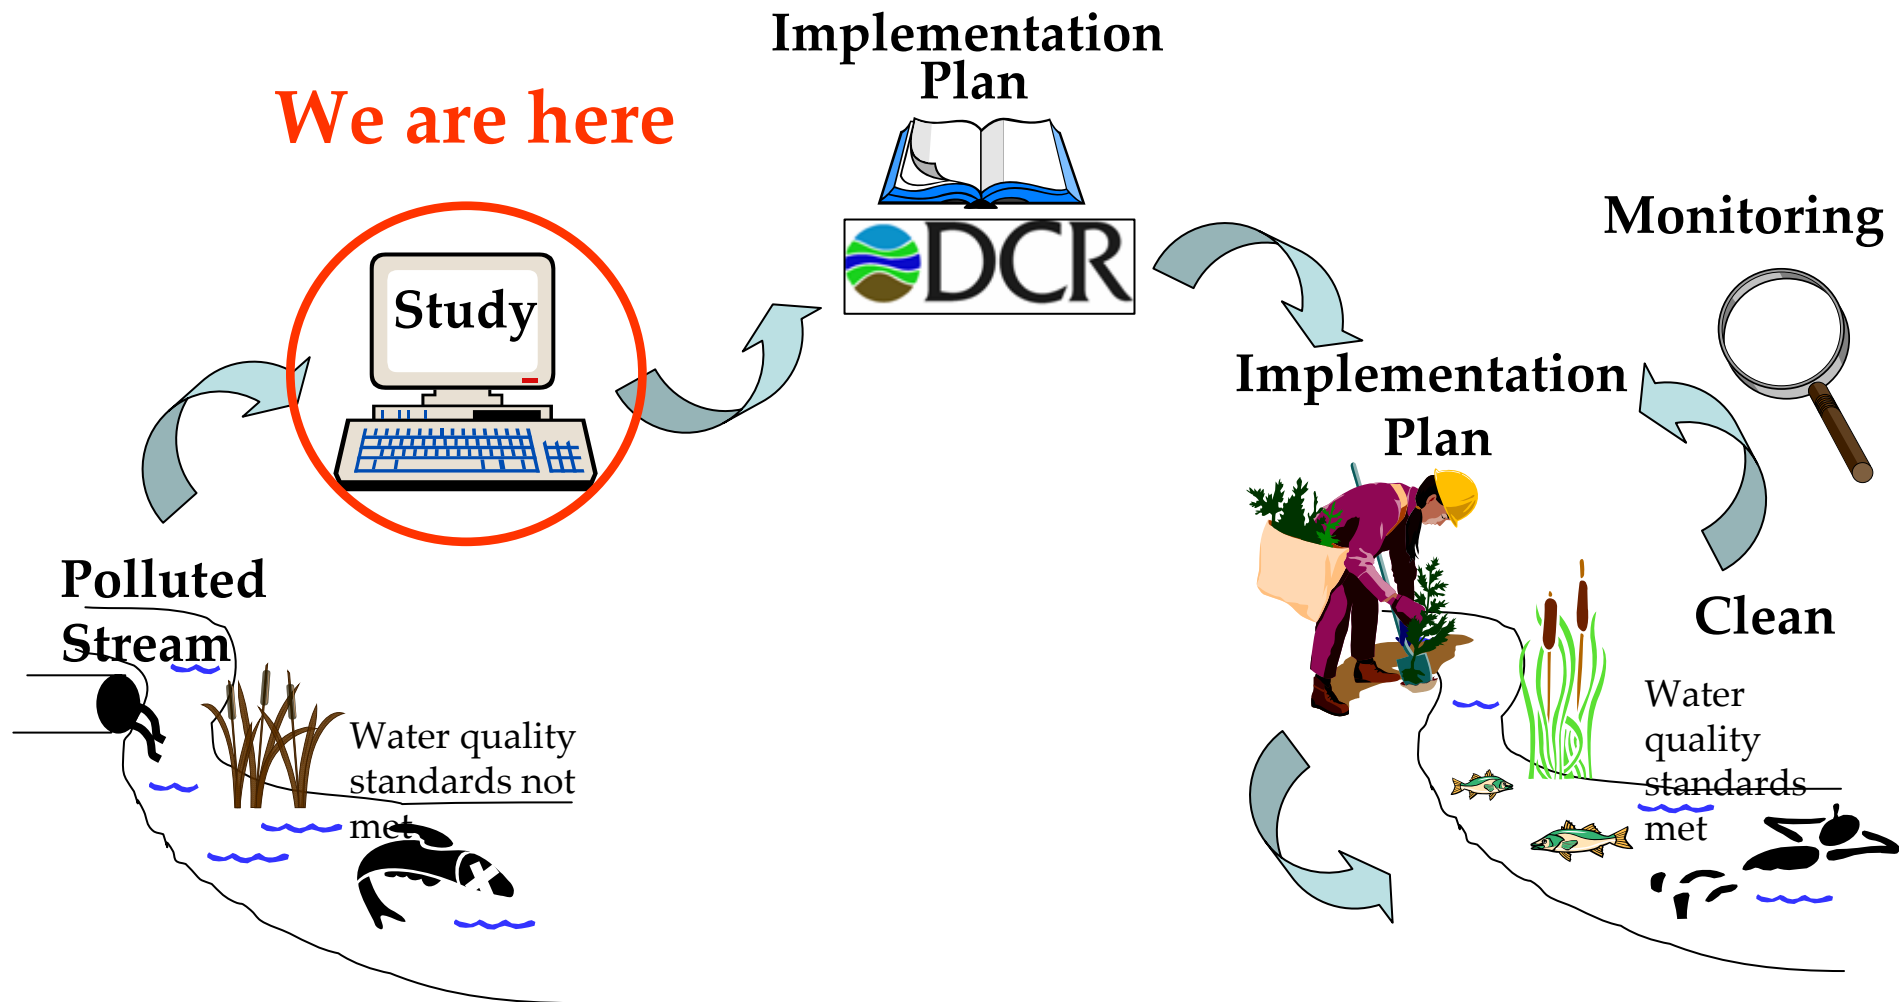 Implementation
Plan
We are here
DCR
Monitoring
Study
Implementation
Plan
Polluted
Stream
Clean
Water quality
standards not
met
Water
quality
standards
met